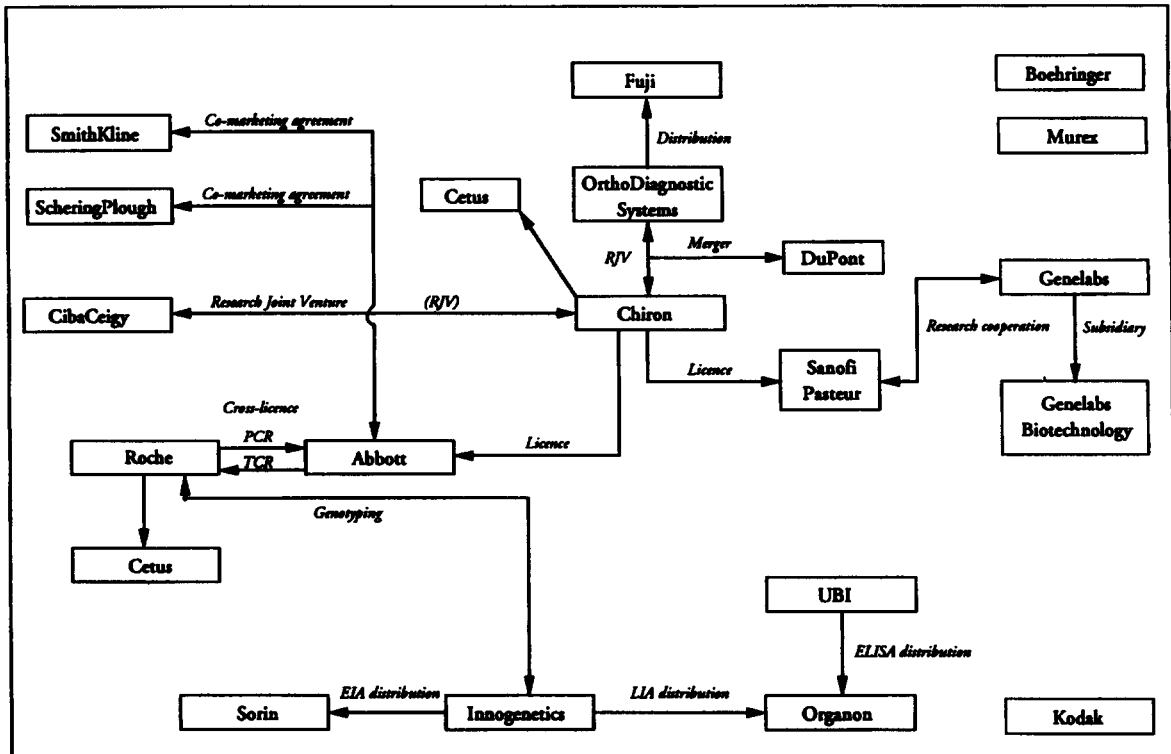 Fuji
Boehringer
SmithKline
Co-marketing agreement
Murex
Distribution
ScheringPlough
Co-marketing agreement
Cetus
OrthoDiagnostic
Systems
RJV
Merger
DuPont
Genelabs
CibaCeigy
Research Joint Venture
(RJV)
Chiron
Research cooperation
Subsidiary
Licence
Sanofi
Pasteur
Genelabs
Biotechnology
Cross-licence
PCR
Roche
TCR
Abbott
Licence
Genotyping
Cetus
UBI
ELISA distribution
EIA distribution
LIA distribution
Sorin
Innogenetics
Organon
Kodak